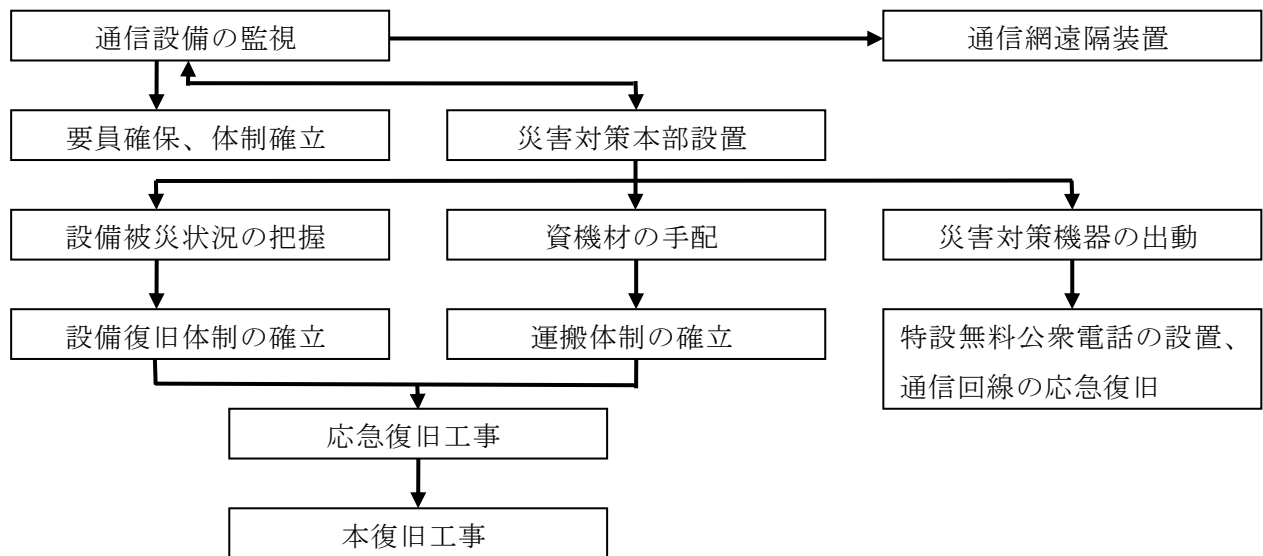 通信設備の監視
通信網遠隔装置
要員確保、体制確立
災害対策本部設置
設備被災状況の把握
資機材の手配
災害対策機器の出動
設備復旧体制の確立
運搬体制の確立
特設無料公衆電話の設置、
通信回線の応急復旧
応急復旧工事
本復旧工事